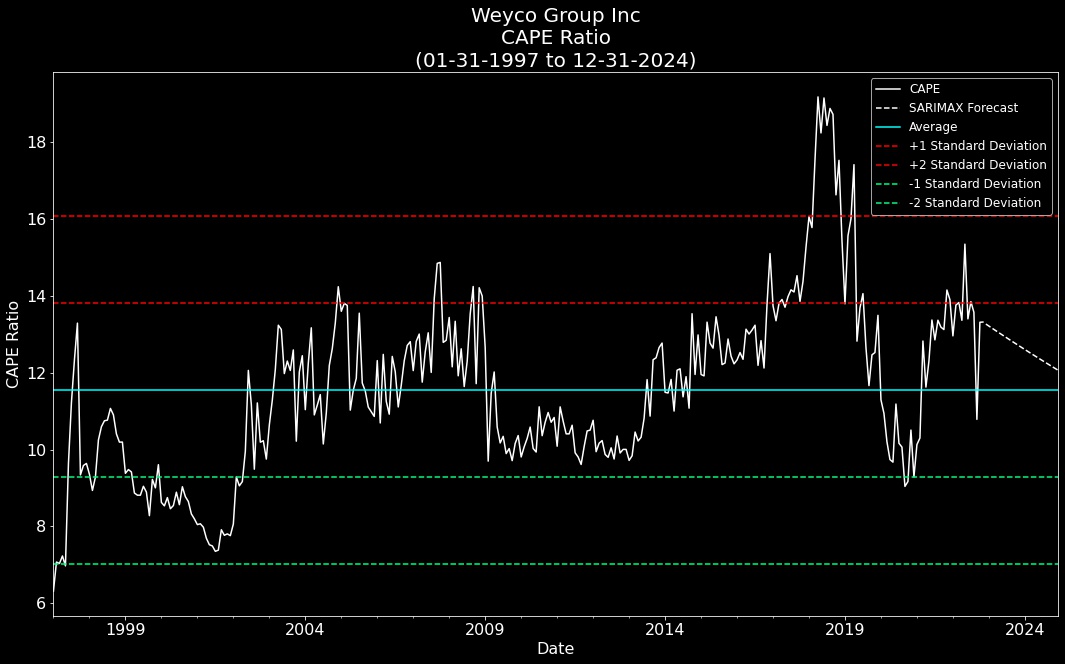 Weyco Group Inc
CAPE Ratio
(01-31-1997 to 12-31-2024)
CAPE
SARIMAX Forecast
Average
+1 Standard Deviation
+2 Standard Deviation
-1 Standard Deviation
-2 Standard Deviation
CAPE Ratio
18
16
14
12
10
8
6
1999 2004 2009 2014 2019 2024
Date